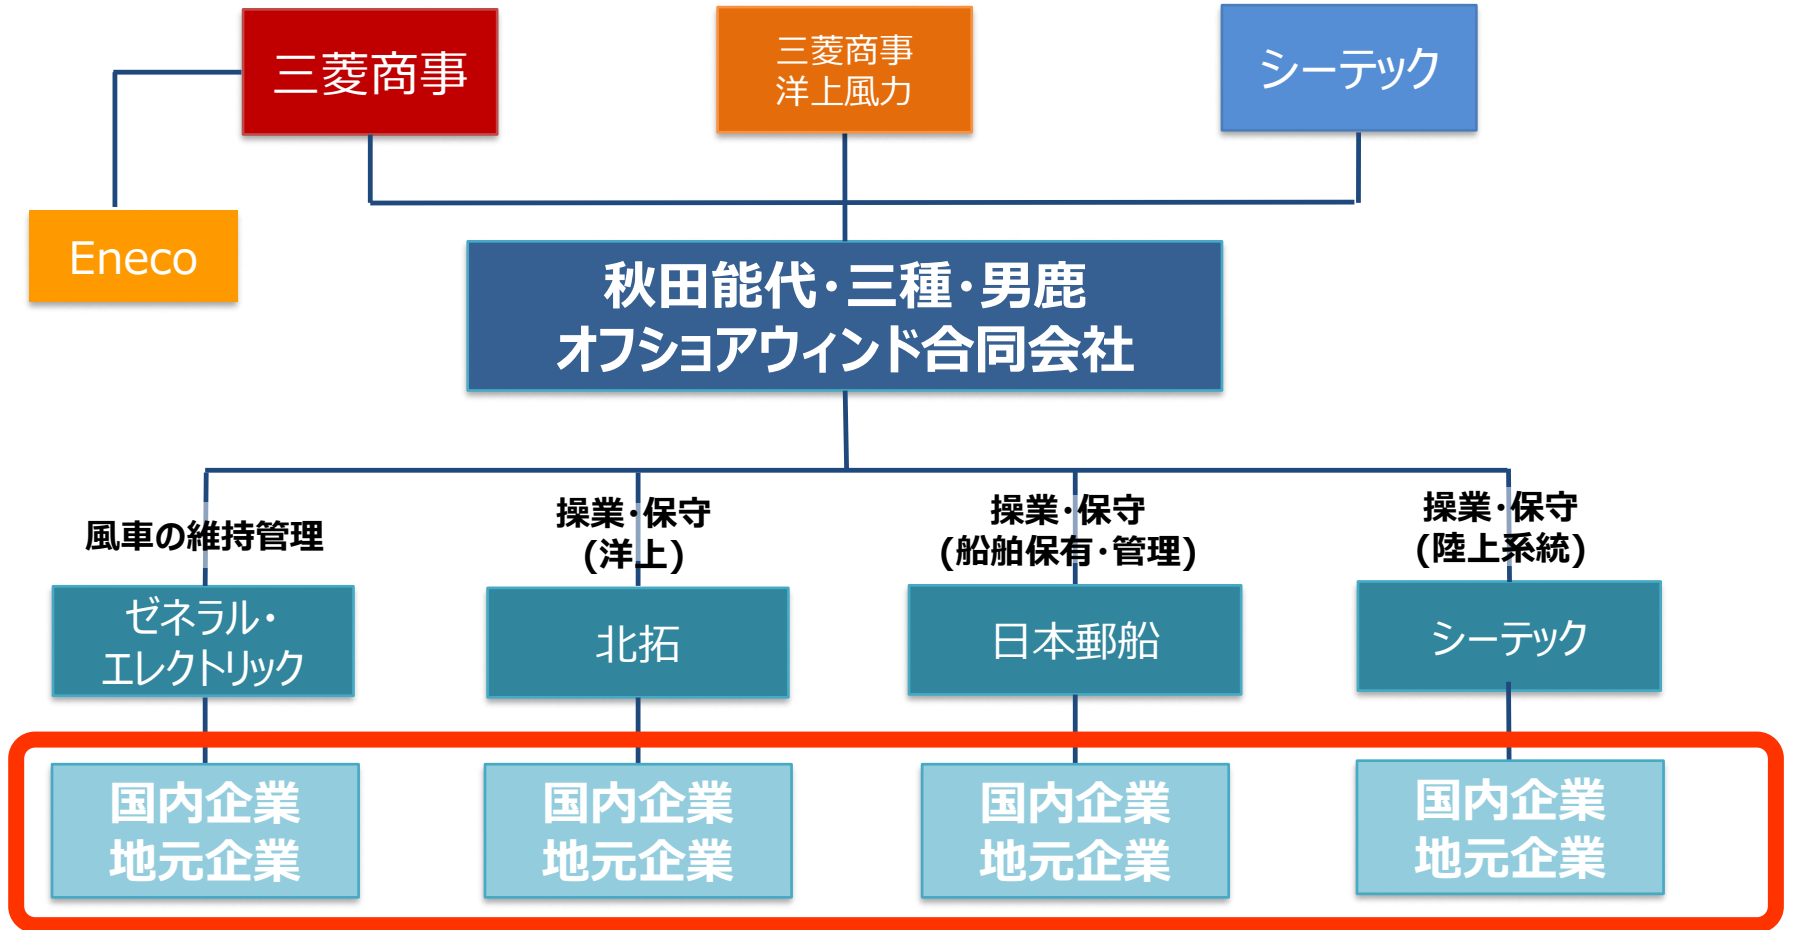 三菱商事
三菱商事
洋上風力
シーテック
Eneco
秋田能代・三種・男鹿
オフショアウィンド合同会社
風車の維持管理
操業・保守
(洋上)
操業・保守
(船舶保有・管理)
操業・保守
(陸上系統)
ゼネラル・
エレクトリック
北拓
日本郵船
シーテック
国内企業
地元企業
国内企業
地元企業
国内企業
地元企業
国内企業
地元企業